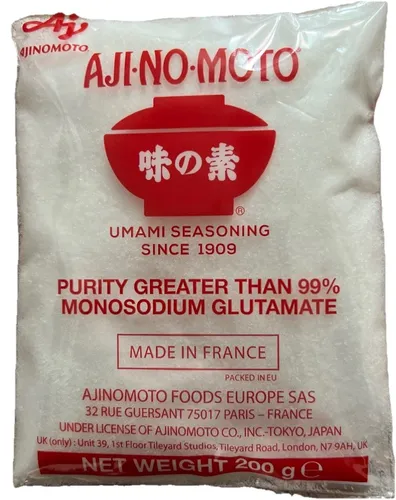 AJINOMOTO
AJI-NO-MOTO®
味の素
®
UMAMI SEASONING
SINCE 1909
PURITY GREATER THAN 99%
MONOSODIUM GLUTAMATE
MADE IN FRANCE
PACKED IN EU
AJINOMOTO FOODS EUROPE SAS
32 RUE GUERSANT 75017 PARIS – FRANCE
UNDER LICENSE OF AJINOMOTO CO., INC.-TOKYO, JAPAN
UK (only) : Unit 39, 1st Floor Tileyard Studios, Tileyard Road, London, N7 9AH, UK
NET WEIGHT 200 g ℮